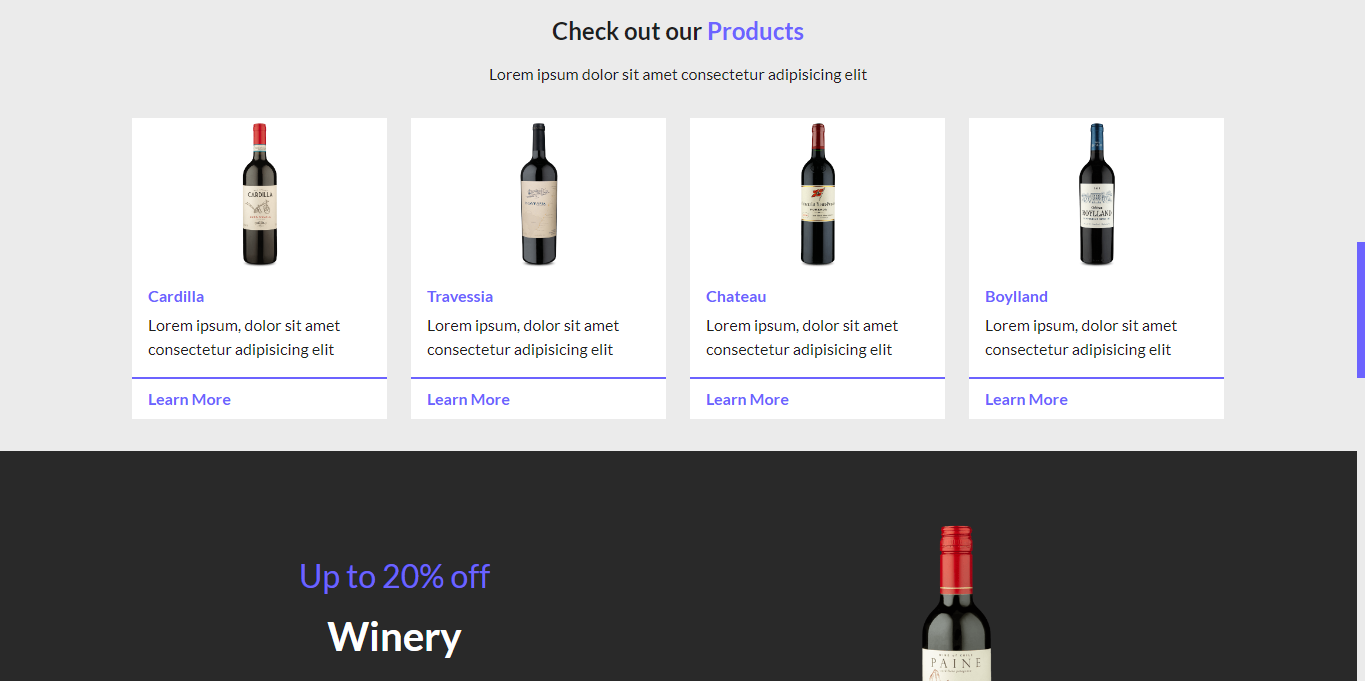 Check out our Products
Lorem ipsum dolor sit amet consectetur adipisicing elit
CARDILLA
BOYLLAND
Cardilla
Travessia
Chateau
Boylland
Lorem ipsum, dolor sit amet
consectetur adipisicing elit
Lorem ipsum, dolor sit amet
consectetur adipisicing elit
Lorem ipsum, dolor sit amet
consectetur adipisicing elit
Lorem ipsum, dolor sit amet
consectetur adipisicing elit
Learn More
Learn More
Learn More
Learn More
Up to 20% off
Winery
PAINE